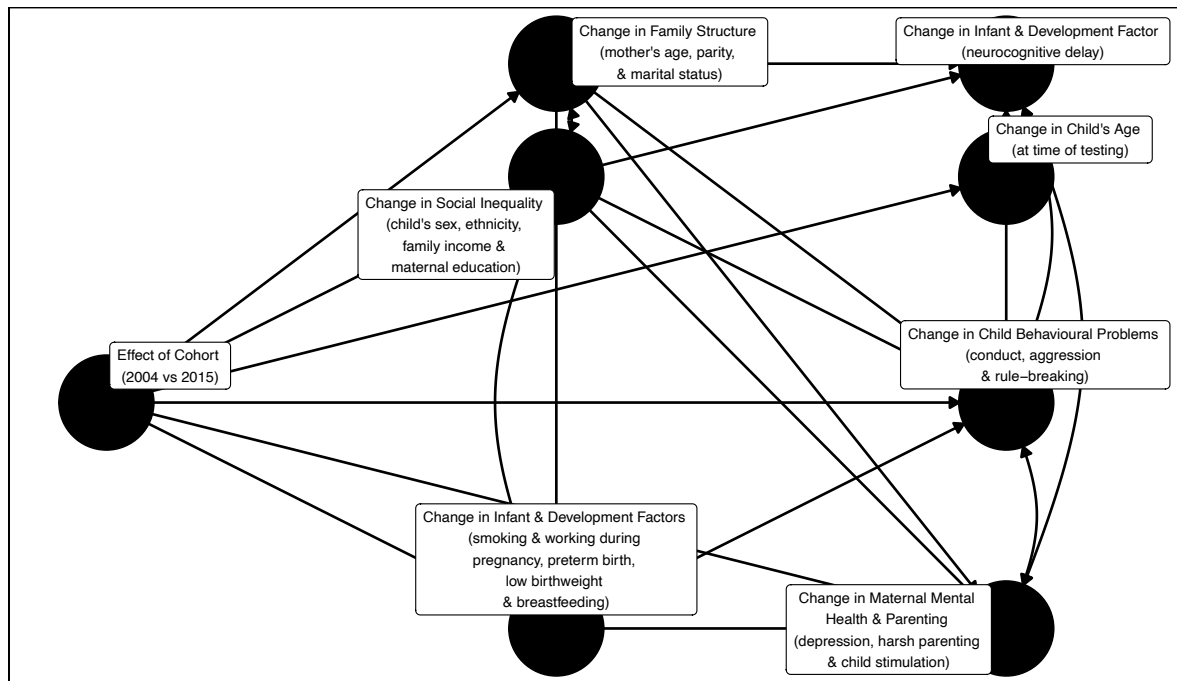 Change in Family Structure
(mother's age, parity,
& marital status)
Change in Infant & Development Factor
(neurocognitive delay)
Change in Child's Age
(at time of testing)
Change in Social Inequality
(child's sex, ethnicity,
family income &
maternal education)
Effect of Cohort
(2004 vs 2015)
Change in Child Behavioural Problems
(conduct, aggression
& rule−breaking)
Change in Infant & Development Factors
(smoking & working during
pregnancy, preterm birth,
low birthweight
& breastfeeding)
Change in Maternal Mental
Health & Parenting
(depression, harsh parenting
& child stimulation)